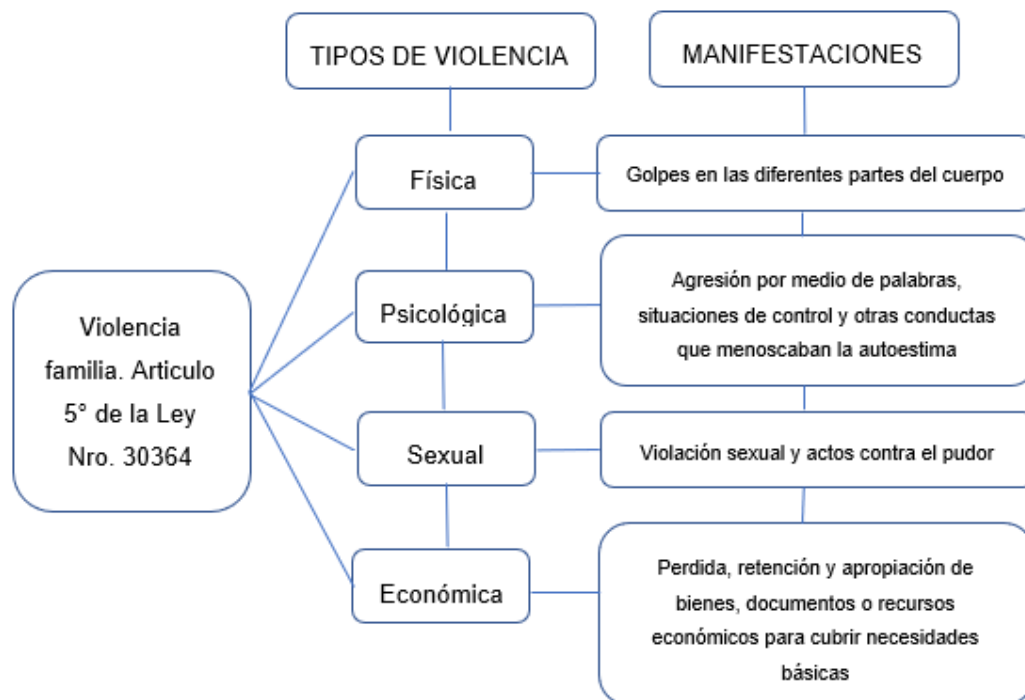 TIPOS DE VIOLENCIA
MANIFESTACIONES
Violencia
familia. Articulo
5° de la Ley
Nro. 30364
Física
Golpes en las diferentes partes del cuerpo
Psicológica
Agresión por medio de palabras,
situaciones de control y otras conductas
que menoscaban la autoestima
Sexual
Violación sexual y actos contra el pudor
Económica
Perdida, retención y apropiación de
bienes, documentos o recursos
económicos para cubrir necesidades
básicas